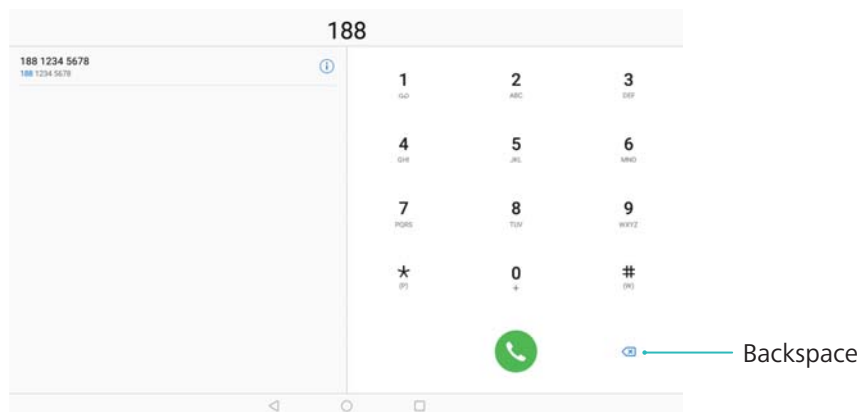 188
188 1234 5678
188 1234 5678
1 2 3
ABC DEF
4 5 6
GHI JKL MNO
7 8 9
PQRS TUV WXYZ
* 0 #
(P) + (W)
Backspace